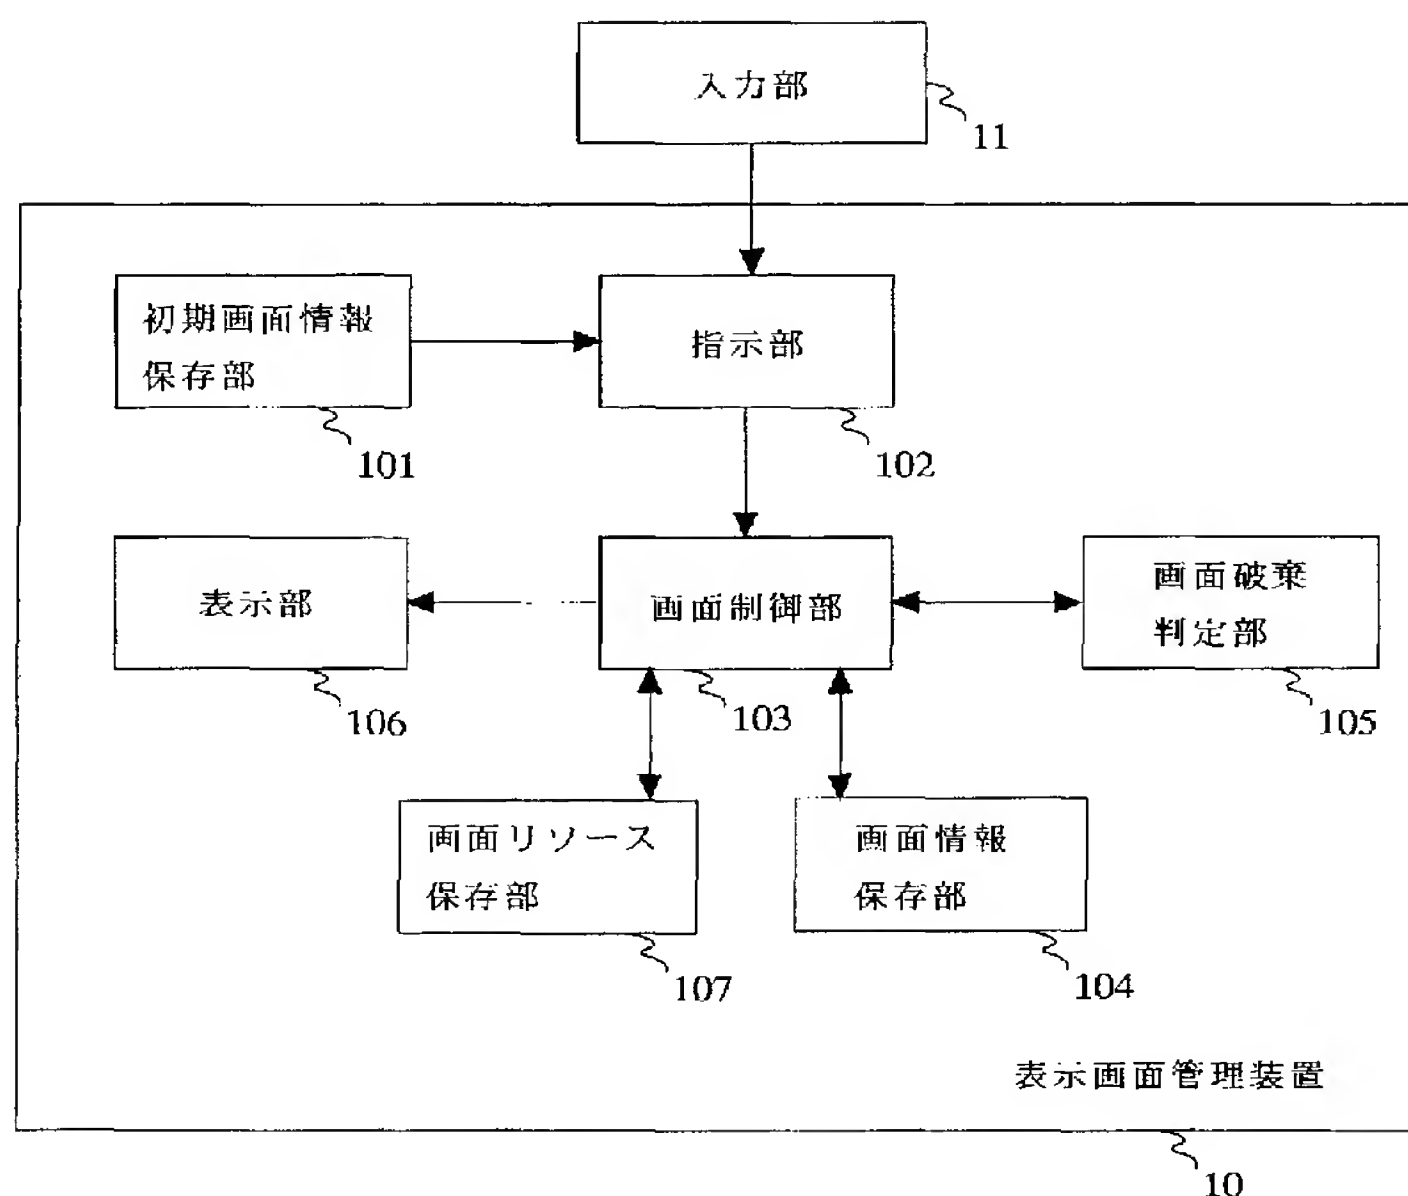 入力部
11
初期画面情報
保存部
101
指示部
102
表示部
106
画面制御部
103
画面破棄
判定部
105
画面リソース
保存部
107
画面情報
保存部
104
表示画面管理装置
10